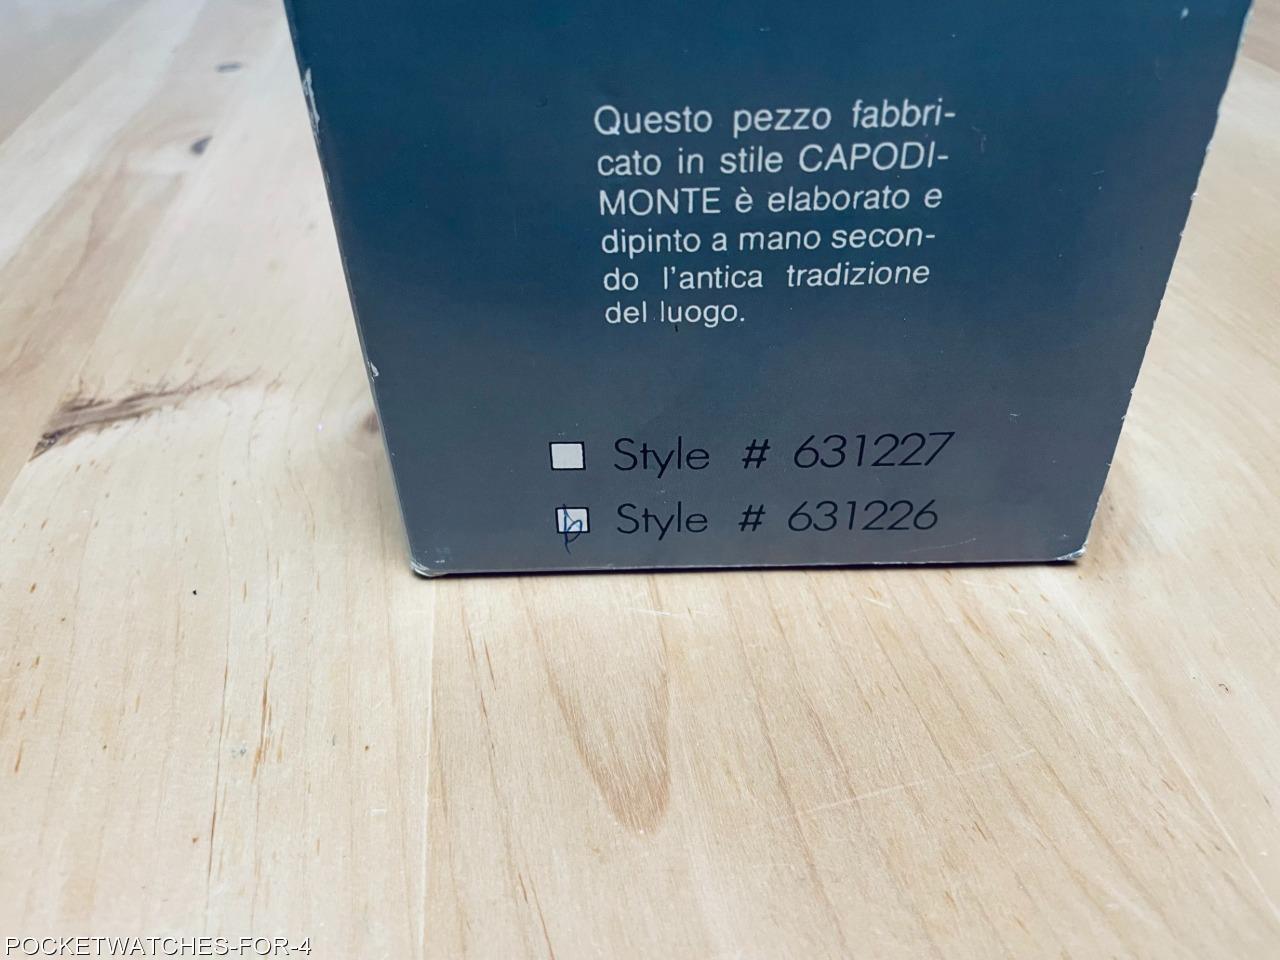 Questo pezzo fabbri-
cato in stile CAPODI-
MONTE è elaborato e
dipinto a mano secon-
do l'antica tradizione
del luogo.
Style # 631227
Style # 631226
POCKETWATCHES-FOR-4